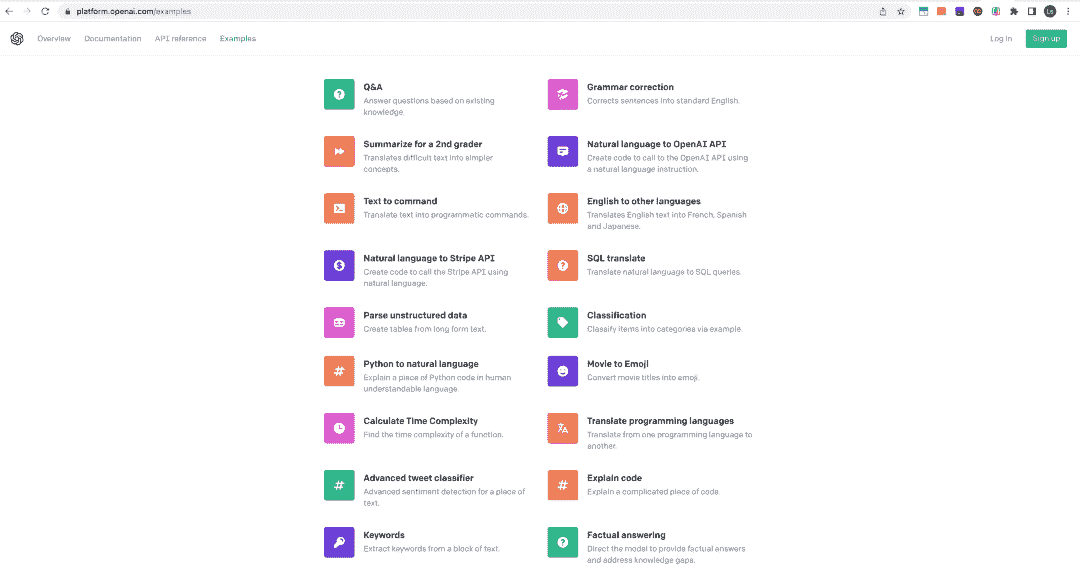 platform.openai.com/examples
Overview Documentation API reference Examples Log in Sign up
Q&A
Answer questions based on existing
knowledge.
Grammar correction
Corrects sentences into standard English.
Summarize for a 2nd grader
Translates difficult text into simpler
concepts.
Natural language to OpenAI API
Create code to call to the OpenAI API using
a natural language instruction.
Text to command
Translate text into programmatic commands.
English to other languages
Translates English text into French, Spanish
and Japanese.
Natural language to Stripe API
Create code to call the Stripe API using
natural language.
SQL translate
Translate natural language to SQL queries.
Parse unstructured data
Create tables from long form text.
Classification
Classify items into categories via example.
Python to natural language
Explain a piece of Python code in human
understandable language.
Movie to Emoji
Convert movie titles into emoji.
Calculate Time Complexity
Find the time complexity of a function.
Translate programming languages
Translate from one programming language to
another.
Advanced tweet classifier
Advanced sentiment detection for a piece of
text.
Explain code
Explain a complicated piece of code.
Keywords
Extract keywords from a block of text.
Factual answering
Direct the model to provide factual answers
and address knowledge gaps.